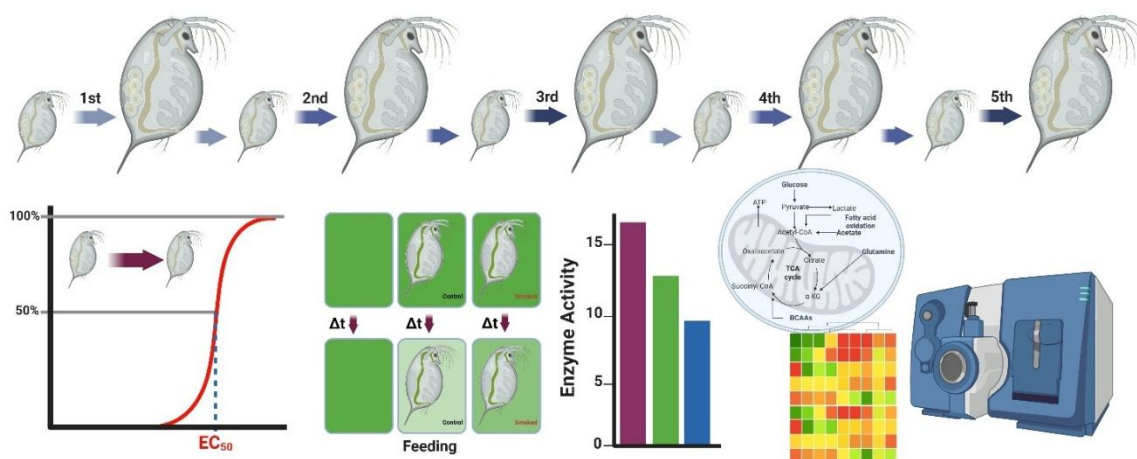 1st
2nd
3rd
4th
5th
100%
50%
EC50
Control
Smoked
Δt
Δt
Δt
Control
Smoked
Feeding
Enzyme Activity
15
10
5
0
Glucose
ATP
Pyruvate
Lactate
Fatty acid
oxidation
Acetyl-CoA
Acetate
Oxaloacetate
Citrate
Glutamine
TCA
cycle
Succinyl-CoA
α KG
BCAAs